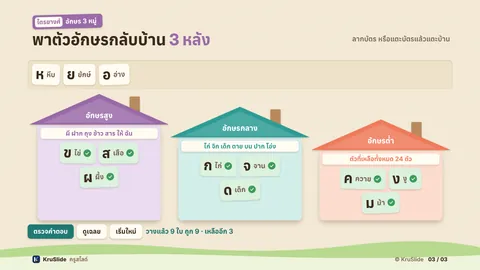 ไตรยางศ์ อักษร 3 หมู่
พาตัวอักษรกลับบ้าน 3 หลัง
ลากบัตร หรือแตะบัตรแล้วแตะบ้าน
ห หีบ ย ยักษ์ อ อ่าง
อักษรสูง
ผี ฝาก ถุง ข้าว สาร ให้ ฉัน
ข ไข่ ส เสือ
ผ ผึ้ง
อักษรกลาง
ไก่ จิก เด็ก ตาย บน ปาก โอ่ง
ก ไก่ จ จาน
ด เด็ก
อักษรต่ำ
ตัวที่เหลือทั้งหมด 24 ตัว
ค ควาย ง งู
ม ม้า
ตรวจคำตอบ ดูเฉลย เริ่มใหม่ วางแล้ว 9 ใบ ถูก 9 · เหลืออีก 3
K KruSlide ครูสไลด์
© KruSlide 03 / 03